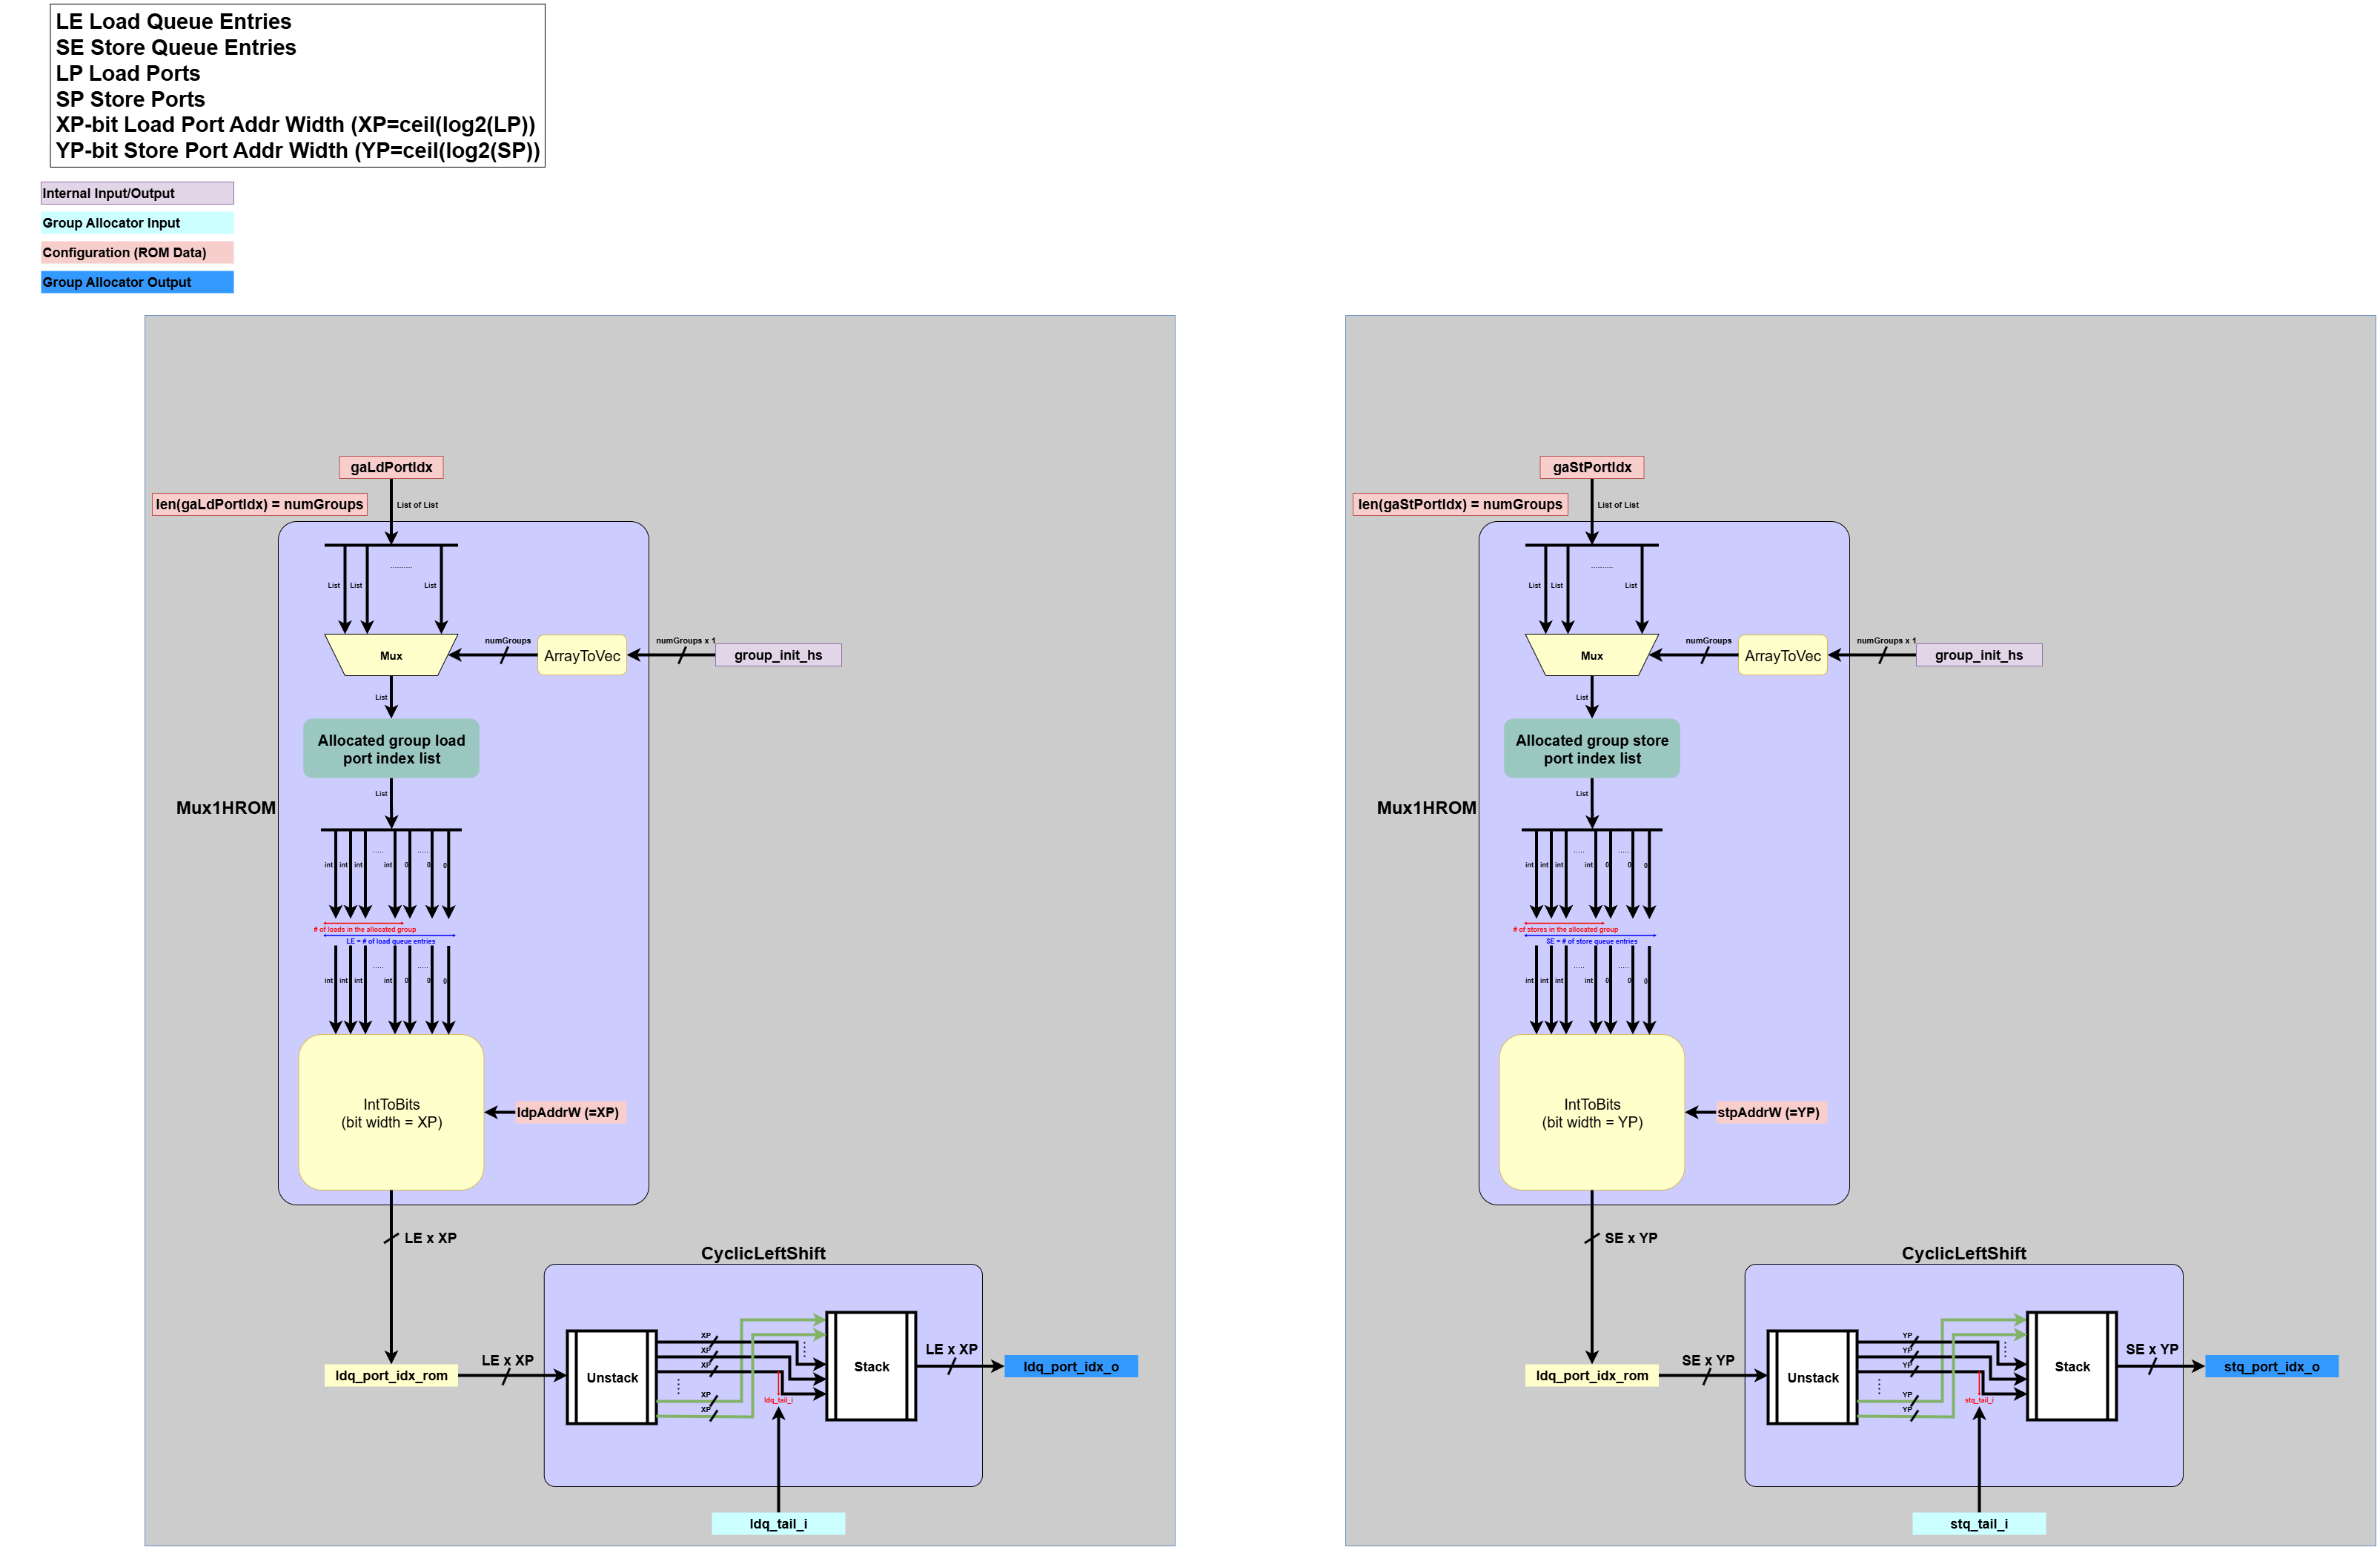 LE Load Queue Entries
SE Store Queue Entries
LP Load Ports
SP Store Ports
XP-bit Load Port Addr Width (XP=ceil(log2(LP))
YP-bit Store Port Addr Width (YP=ceil(log2(SP))
Internal Input/Output
Group Allocator Input
Configuration (ROM Data)
Group Allocator Output
gaLdPortIdx
len(gaLdPortIdx) = numGroups
List of List
..........
List
List
List
Mux
numGroups
ArrayToVec
numGroups x 1
group_init_hs
List
Allocated group load
port index list
List
Mux1HROM
.....
.....
int
int
int
int
0
0
0
# of loads in the allocated group
LE = # of load queue entries
.....
.....
int
int
int
int
0
0
0
IntToBits
(bit width = XP)
ldpAddrW (=XP)
LE x XP
CyclicLeftShift
ldq_port_idx_rom
LE x XP
Unstack
XP
XP
XP
XP
XP
ldq_tail_i
Stack
LE x XP
ldq_port_idx_o
ldq_tail_i
gaStPortIdx
len(gaStPortIdx) = numGroups
List of List
..........
List
List
List
Mux
numGroups
ArrayToVec
numGroups x 1
group_init_hs
List
Allocated group store
port index list
List
Mux1HROM
.....
.....
int
int
int
int
0
0
0
# of stores in the allocated group
SE = # of store queue entries
.....
.....
int
int
int
int
0
0
0
IntToBits
(bit width = YP)
stpAddrW (=YP)
SE x YP
CyclicLeftShift
ldq_port_idx_rom
SE x YP
Unstack
YP
YP
YP
YP
YP
stq_tail_i
Stack
SE x YP
stq_port_idx_o
stq_tail_i